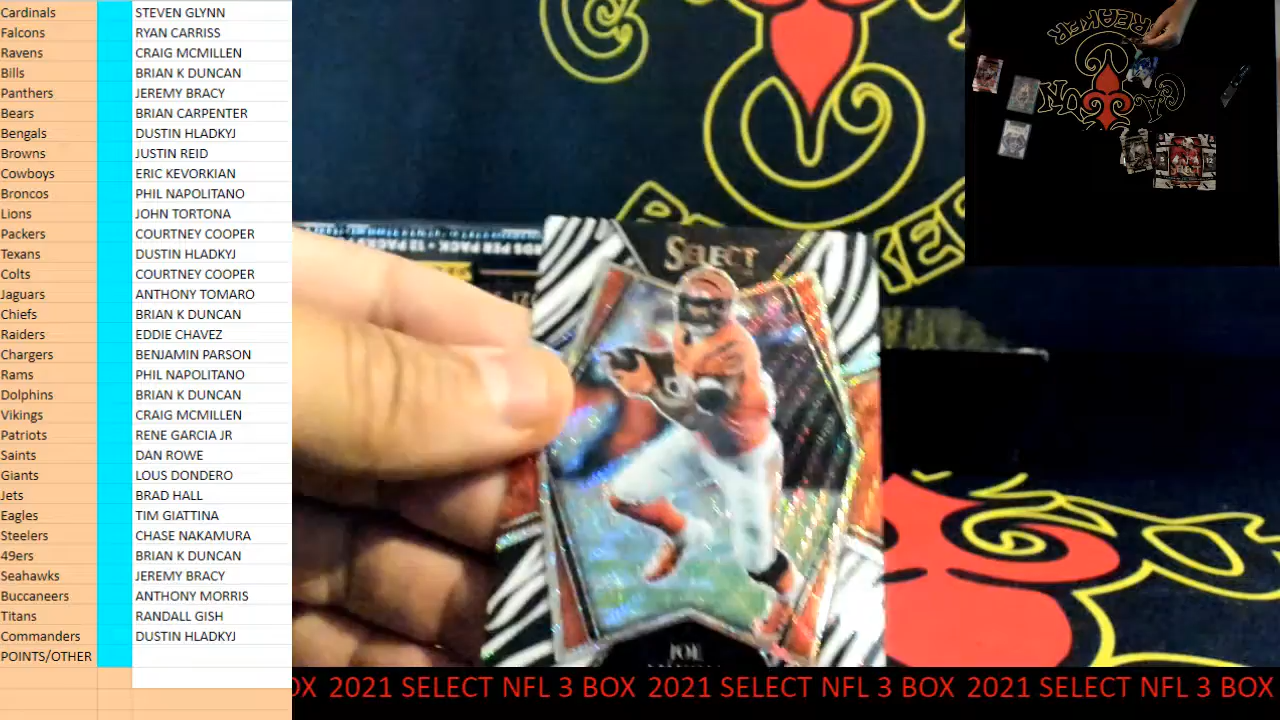 Cardinals STEVEN GLYNN
Falcons RYAN CARRISS
Ravens CRAIG MCMILLEN
Bills BRIAN K DUNCAN
Panthers JEREMY BRACY
Bears BRIAN CARPENTER
Bengals DUSTIN HLADKYJ
Browns JUSTIN REID
Cowboys ERIC KEVORKIAN
Broncos PHIL NAPOLITANO
Lions JOHN TORTONA
Packers COURTNEY COOPER
Texans DUSTIN HLADKYJ
Colts COURTNEY COOPER
Jaguars ANTHONY TOMARO
Chiefs BRIAN K DUNCAN
Raiders EDDIE CHAVEZ
Chargers BENJAMIN PARSON
Rams PHIL NAPOLITANO
Dolphins BRIAN K DUNCAN
Vikings CRAIG MCMILLEN
Patriots RENE GARCIA JR
Saints DAN ROWE
Giants LOUS DONDERO
Jets BRAD HALL
Eagles TIM GIATTINA
Steelers CHASE NAKAMURA
49ers BRIAN K DUNCAN
Seahawks JEREMY BRACY
Buccaneers ANTHONY MORRIS
Titans RANDALL GISH
Commanders DUSTIN HLADKYJ
POINTS/OTHER
SELECT
JOE
BREAKER
SELECT
OX 2021 SELECT NFL 3 BOX 2021 SELECT NFL 3 BOX 2021 SELECT NFL 3 BOX